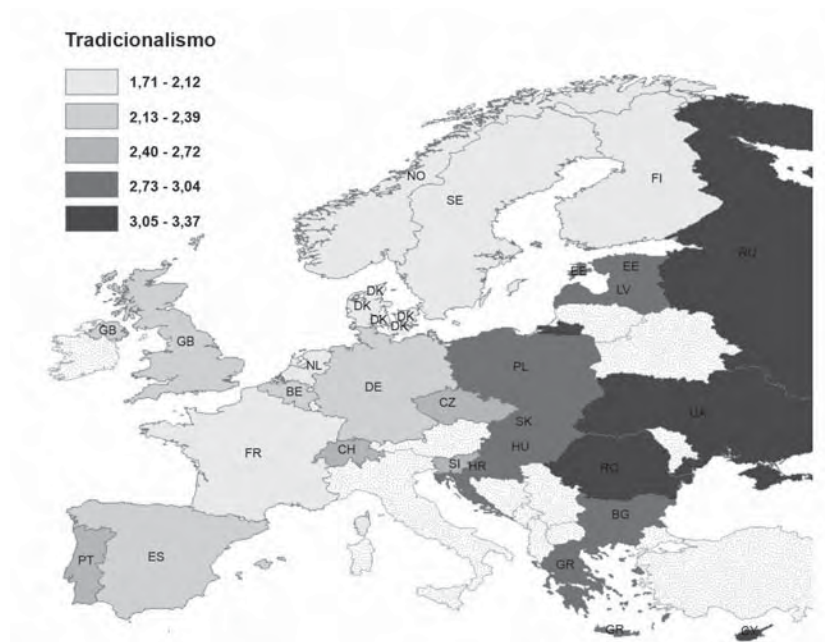 Tradicionalismo
1,71 - 2,12
2,13 - 2,39
2,40 - 2,72
2,73 - 3,04
3,05 - 3,37
NO
SE
FI
RU
EE
EE
LV
DK
DK
DK
DK
DK
GB
GB
NL
PL
BE
DE
CZ
UA
SK
FR
CH
HU
SI
HR
RO
BG
PT
ES
GR
GR
CY